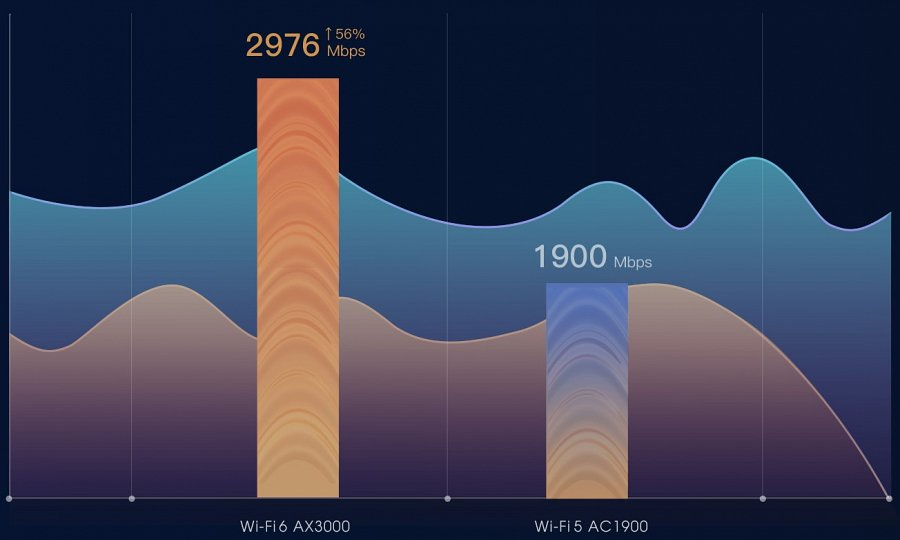 2976 ↑56%
Mbps
1900 Mbps
Wi-Fi 6 AX3000
Wi-Fi 5 AC1900